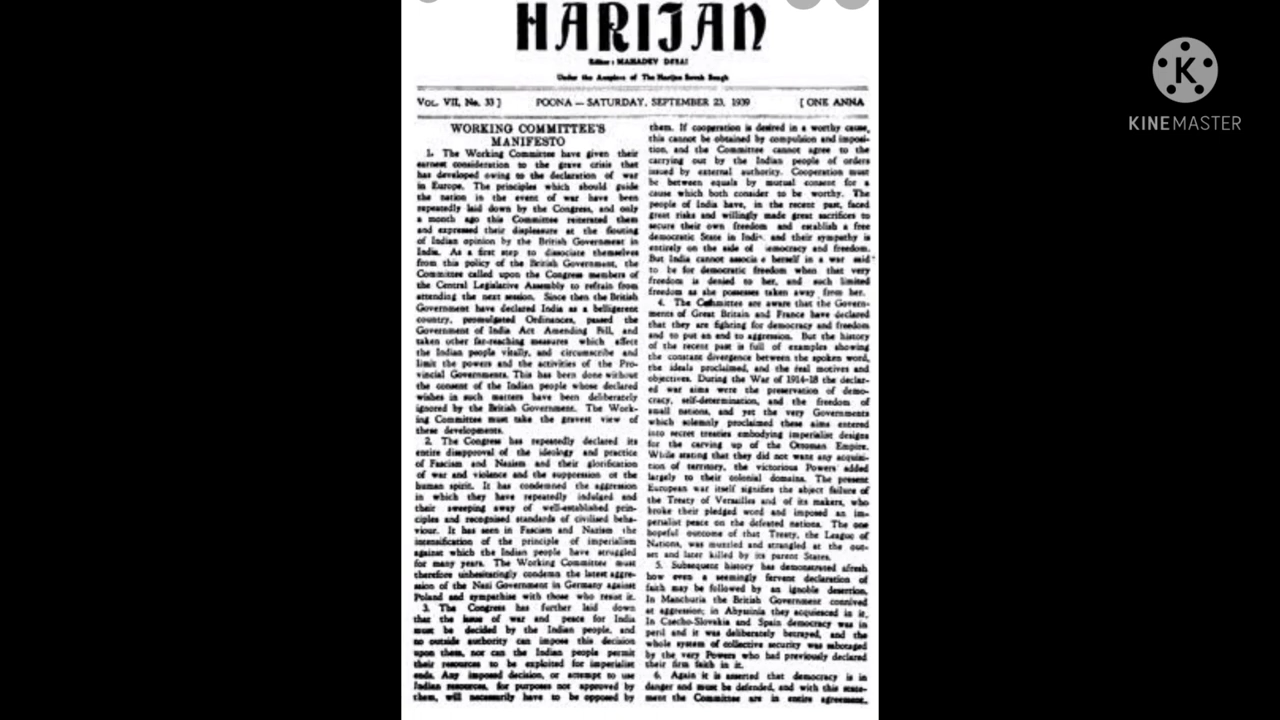 HARIJAN
Editor: MAHADEV DESAI
Under the Auspices of The Harijan Sevak Sangh
VOL. VII, No. 33 ] POONA — SATURDAY, SEPTEMBER 23, 1939 [ ONE ANNA
WORKING COMMITTEE'S
MANIFESTO
1. The Working Committee have given their
earnest consideration to the grave crisis that
has developed owing to the declaration of war
in Europe. The principles which should guide
the nation in the event of war have been
repeatedly laid down by the Congress, and only
a month ago this Committee reiterated them
and expressed their displeasure at the flouting
of Indian opinion by the British Government in
India. As a first step to dissociate themselves
from this policy of the British Government, the
Committee called upon the Congress members of
the Central Legislative Assembly to refrain from
attending the next session. Since then the British
Government have declared India as a belligerent
country, promulgated Ordinances, passed the
Government of India Act Amending Bill, and
taken other far-reaching measures which affect
the Indian people vitally, and circumscribe and
limit the powers and the activities of the Pro-
vincial Governments. This has been done without
the consent of the Indian people whose declared
wishes in such matters have been deliberately
ignored by the British Government. The Work-
ing Committee must take the gravest view of
these developments.
2. The Congress has repeatedly declared its
entire disapproval of the ideology and practice
of Fascism and Nasism and their glorification
of war and violence and the suppression of the
human spirit. It has condemned the aggression
in which they have repeatedly indulged and
their sweeping away of well-established prin-
ciples and recognised standards of civilised beha-
viour. It has seen in Fascism and Nazism the
intensification of the principle of imperialism
against which the Indian people have struggled
for many years. The Working Committee must
therefore unhesitatingly condemn the latest aggre-
ssion of the Nazi Government in Germany against
Poland and sympathise with those who resist it.
3. The Congress has further laid down
that the issue of war and peace for India
must be decided by the Indian people, and
no outside authority can impose this decision
upon them, nor can the Indian people permit
their resources to be exploited for imperialist
ends. Any imposed decision, or attempt to use
Indian resources, for purposes not approved by
them, will necessarily have to be opposed by
them. If cooperation is desired in a worthy cause,
this cannot be obtained by compulsion and imposi-
tion, and the Committee cannot agree to the
carrying out by the Indian people of orders
issued by external authority. Cooperation must
be between equals by mutual consent for a
cause which both consider to be worthy. The
people of India have, in the recent past, faced
great risks and willingly made great sacrifices to
secure their own freedom and establish a free
democratic State in Indi, and their sympathy is
entirely on the side of emocracy and freedom.
But India cannot associa e herself in a war said
to be for democratic freedom when that very
freedom is denied to her, and such limited
freedom as she possesses taken away from her.
4. The Committee are aware that the Govern-
ments of Great Britain and France have declared
that they are fighting for democracy and freedom
and to put an end to aggression. But the history
of the recent past is full of examples showing
the constant divergence between the spoken word,
the ideals proclaimed, and the real motives and
objectives. During the War of 1914-18 the declar-
ed war aims were the preservation of demo-
cracy, self-determination, and the freedom of
small nations, and yet the very Governments
which solemnly proclaimed these aims entered
into secret treaties embodying imperialist designs
for the carving up of the Ottoman Empire.
While stating that they did not want any acquisi-
tion of territory, the victorious Powers added
largely to their colonial domains. The present
European war itself signifies the abject failure of
the Treaty of Versailles and of its makers, who
broke their pledged word and imposed an im-
perialist peace on the defeated nations. The one
hopeful outcome of that Treaty, the League of
Nations, was muzzled and strangled at the out-
set and later killed by its parent States.
5. Subsequent history has demonstrated afresh
how even a seemingly fervent declaration of
faith may be followed by an ignoble desertion.
In Manchuria the British Government connived
at aggression; in Abyssinia they acquiesced in it.
In Czecho-Slovakia and Spain democracy was in
peril and it was deliberately betrayed, and the
whole system of collective security was sabotaged
by the very Powers who had previously declared
their firm faith in it.
6. Again it is asserted that democracy is in
danger and must be defended, and with this state-
ment the Committee are in entire agreement.
K
KINEMASTER